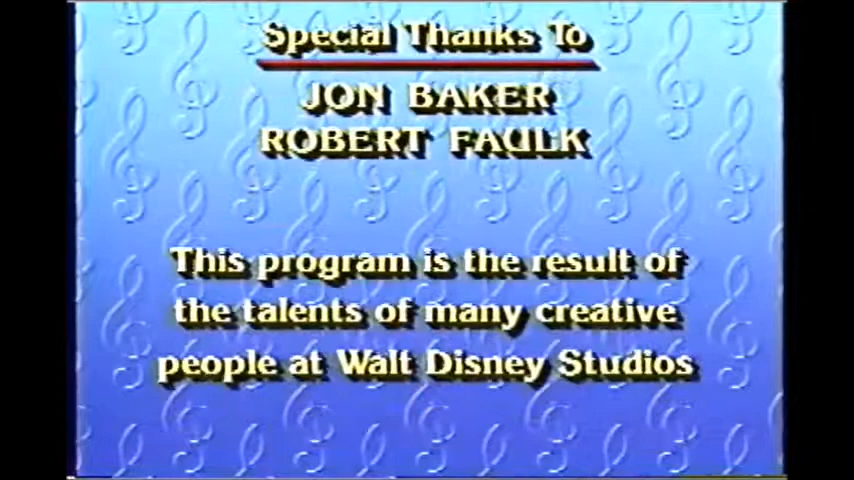 Special Thanks To
JON BAKER
ROBERT FAULK
This program is the result of
the talents of many creative
people at Walt Disney Studios